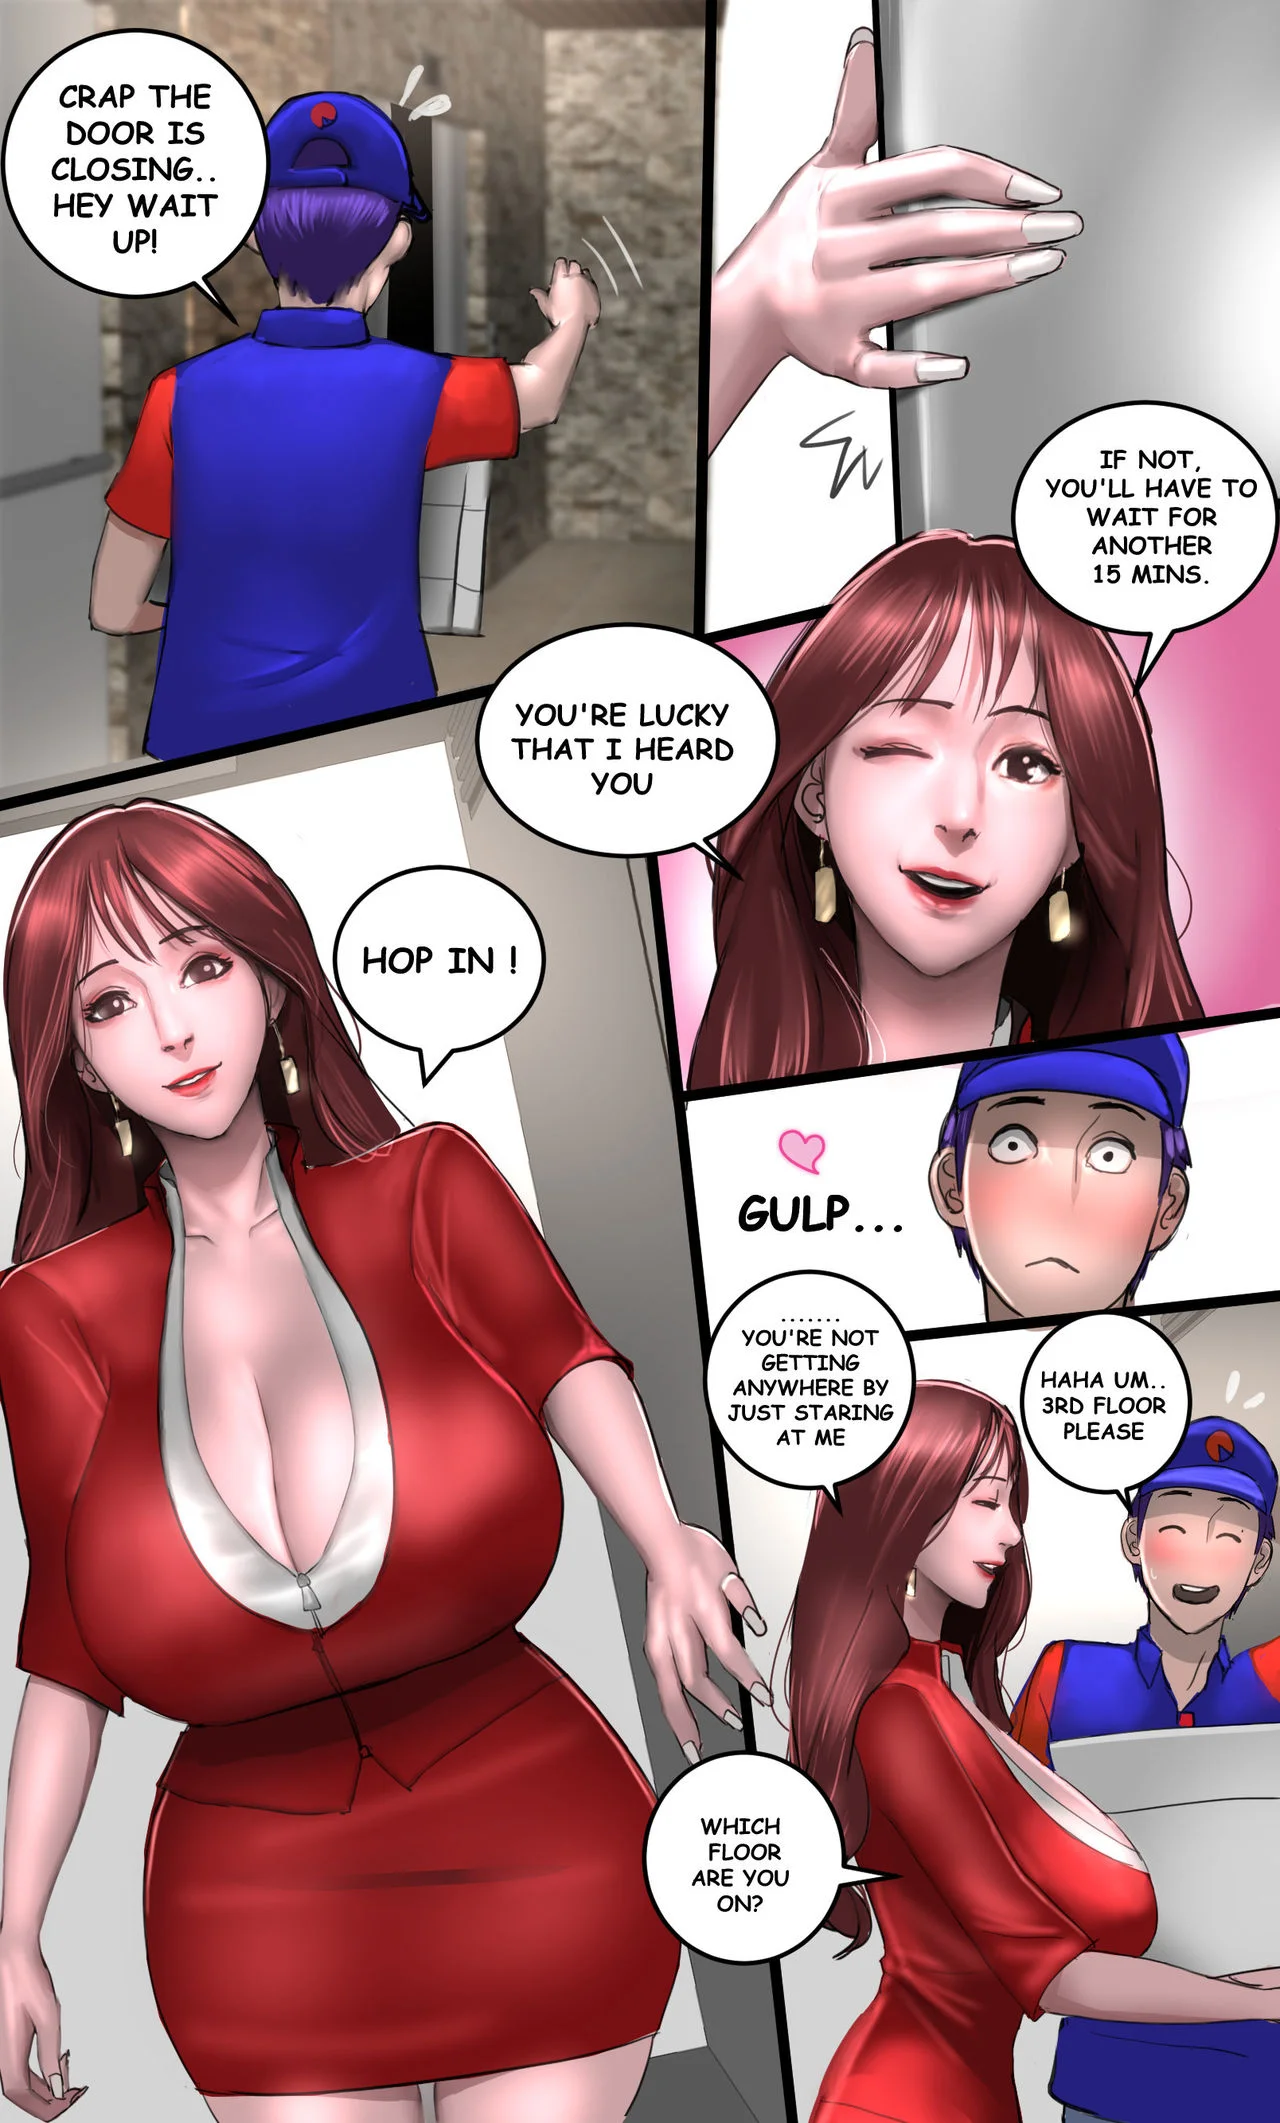 CRAP THE
DOOR IS
CLOSING..
HEY WAIT
UP!
IF NOT,
YOU'LL HAVE TO
WAIT FOR
ANOTHER
15 MINS.
YOU'RE LUCKY
THAT I HEARD
YOU
HOP IN !
GULP...
.......
YOU'RE NOT
GETTING
ANYWHERE BY
JUST STARING
AT ME
HAHA UM..
3RD FLOOR
PLEASE
WHICH
FLOOR
ARE YOU
ON?